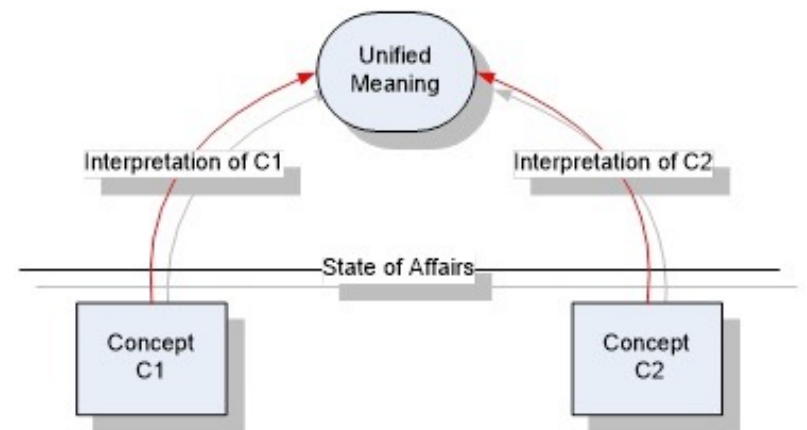 Unified
Meaning
Interpretation of C1
Interpretation of C2
State of Affairs
Concept
C1
Concept
C2